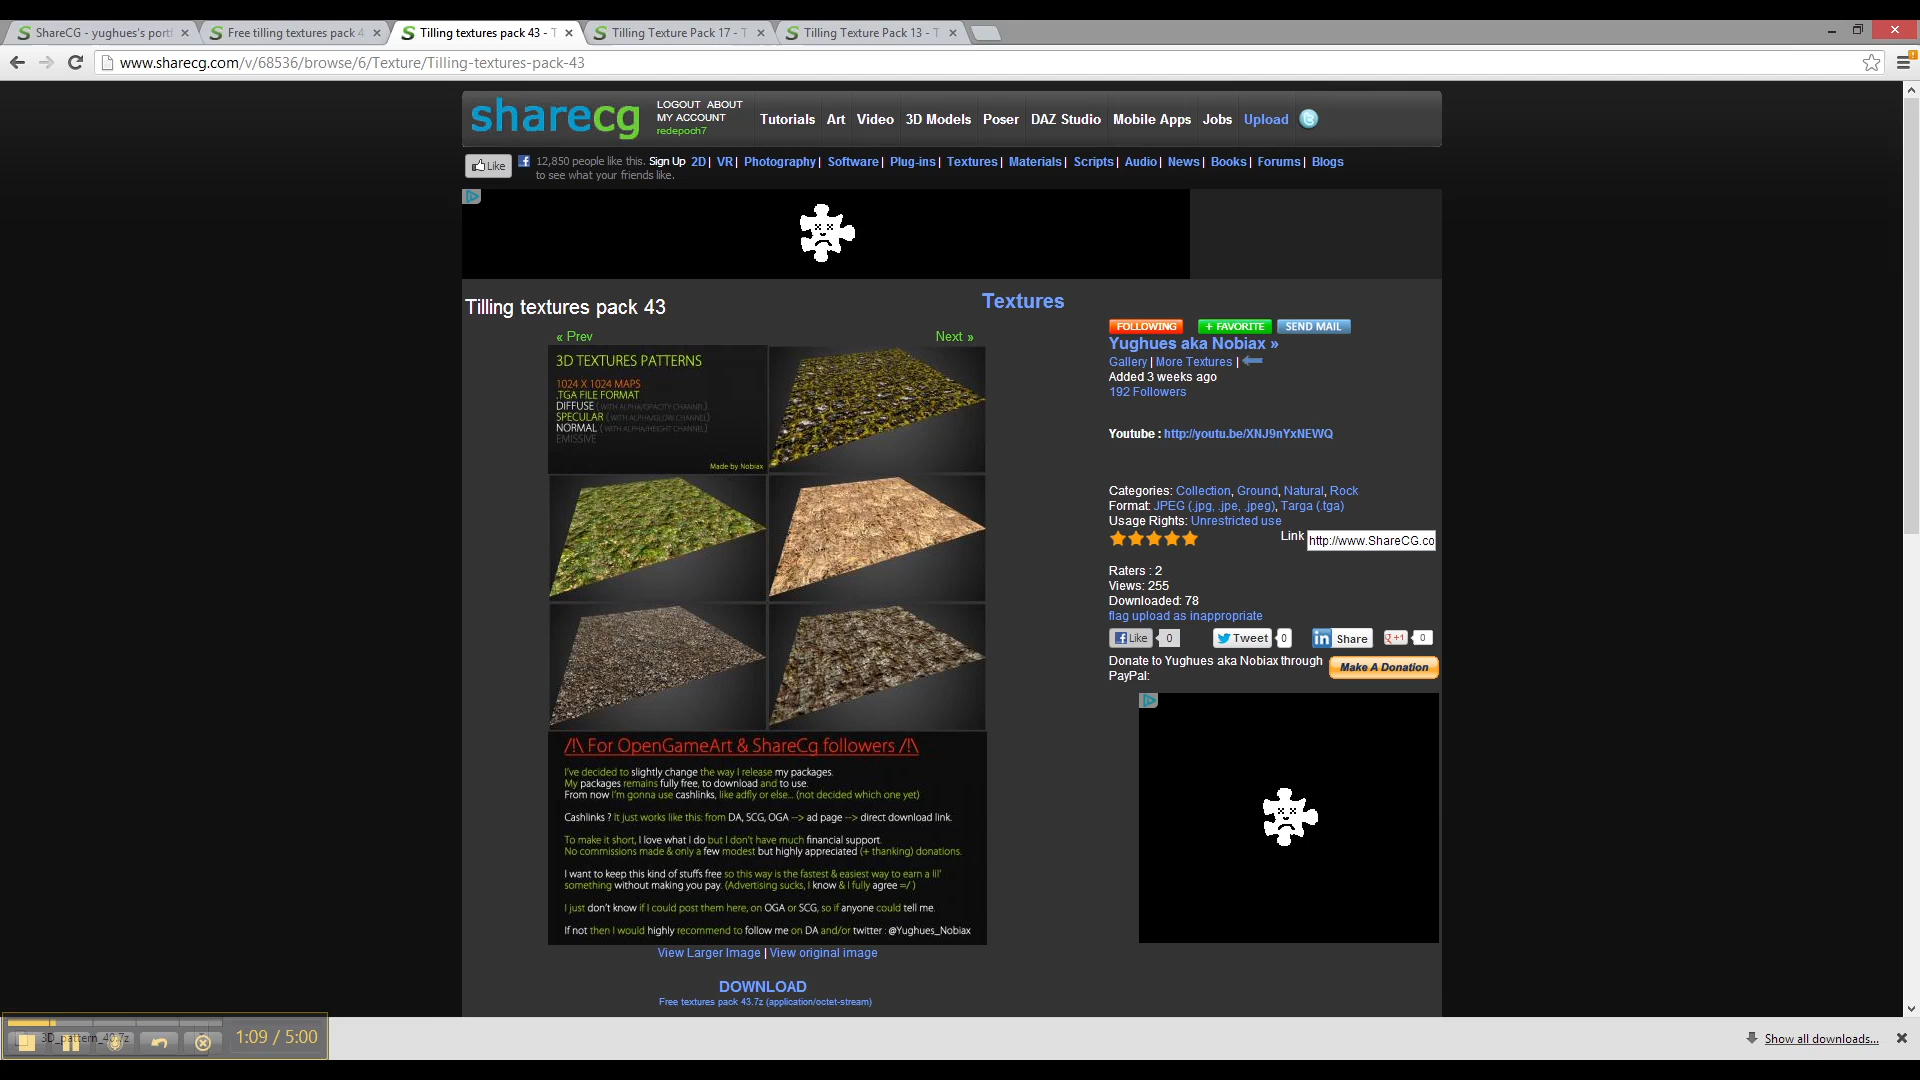 ShareCG - yughues's portf
Free tilling textures pack 4
Tilling textures pack 43 - T
Tilling Texture Pack 17 - T
Tilling Texture Pack 13 - T
www.sharecg.com/v/68536/browse/6/Texture/Tilling-textures-pack-43
sharecg
LOGOUT ABOUT
MY ACCOUNT
redepoch7
Tutorials Art Video 3D Models Poser DAZ Studio Mobile Apps Jobs Upload
Like
12,850 people like this. Sign Up
to see what your friends like.
2D| VR| Photography| Software| Plug-ins| Textures| Materials| Scripts| Audio| News| Books| Forums| Blogs
Tilling textures pack 43
Textures
« Prev
Next »
3D TEXTURES PATTERNS
1024 X 1024 MAPS
.TGA FILE FORMAT
DIFFUSE ( WITH ALPHA/OPACITY CHANNEL)
SPECULAR ( WITH ALPHA/GLOW CHANNEL)
NORMAL ( WITH ALPHA/HEIGHT CHANNEL)
EMISSIVE
Made by Nobiax
/!\ For OpenGameArt & ShareCg followers /!\
I've decided to slightly change the way I release my packages.
My packages remains fully free, to download and to use.
From now I'm gonna use cashlinks, like adfly or else... (not decided which one yet)
Cashlinks ? It just works like this: from DA, SCG, OGA --> ad page --> direct download link.
To make it short, I love what i do but I don't have much financial support.
No commissions made & only a few modest but highly appreciated (+ thanking) donations.
I want to keep this kind of stuffs free so this way is the fastest & easiest way to earn a lil'
something without making you pay. (Advertising sucks, I know & I fully agree =/ )
I just don't know if I could post them here, on OGA or SCG, so if anyone could tell me.
If not then I would highly recommend to follow me on DA and/or twitter : @Yughues_Nobiax
View Larger Image | View original image
DOWNLOAD
Free textures pack 43.7z (application/octet-stream)
FOLLOWING
+ FAVORITE
SEND MAIL
Yughues aka Nobiax »
Gallery | More Textures |
Added 3 weeks ago
192 Followers
Youtube : http://youtu.be/XNJ9nYxNEWQ
Categories: Collection, Ground, Natural, Rock
Format: JPEG (.jpg, .jpe, .jpeg), Targa (.tga)
Usage Rights: Unrestricted use
Link http://www.ShareCG.co
Raters : 2
Views: 255
Downloaded: 78
flag upload as inappropriate
Like 0
Tweet 0
in Share
+1 0
Donate to Yughues aka Nobiax through
PayPal:
Make A Donation
3D_pattern_40.7z
1:09 / 5:00
Show all downloads...